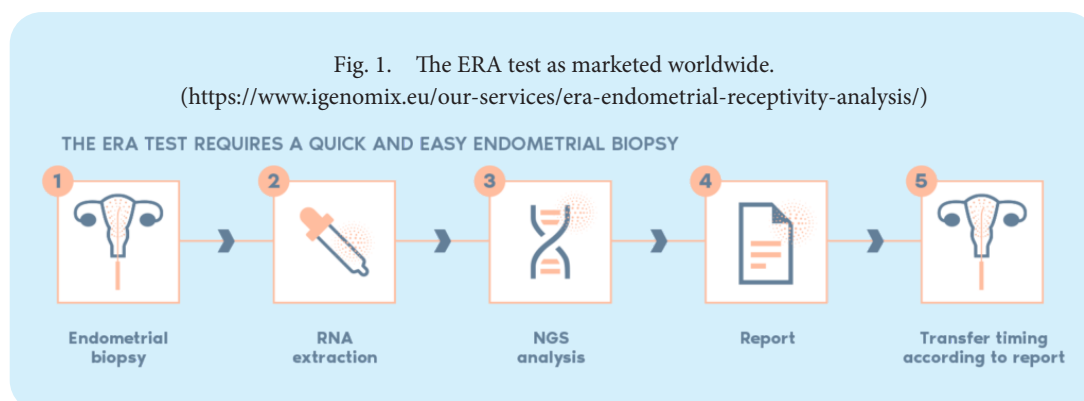 Fig. 1. The ERA test as marketed worldwide.
(https://www.igenomix.eu/our-services/era-endometrial-receptivity-analysis/)
THE ERA TEST REQUIRES A QUICK AND EASY ENDOMETRIAL BIOPSY
1 2 3 4 5
Endometrial RNA NGS Report Transfer timing
biopsy extraction analysis according to report